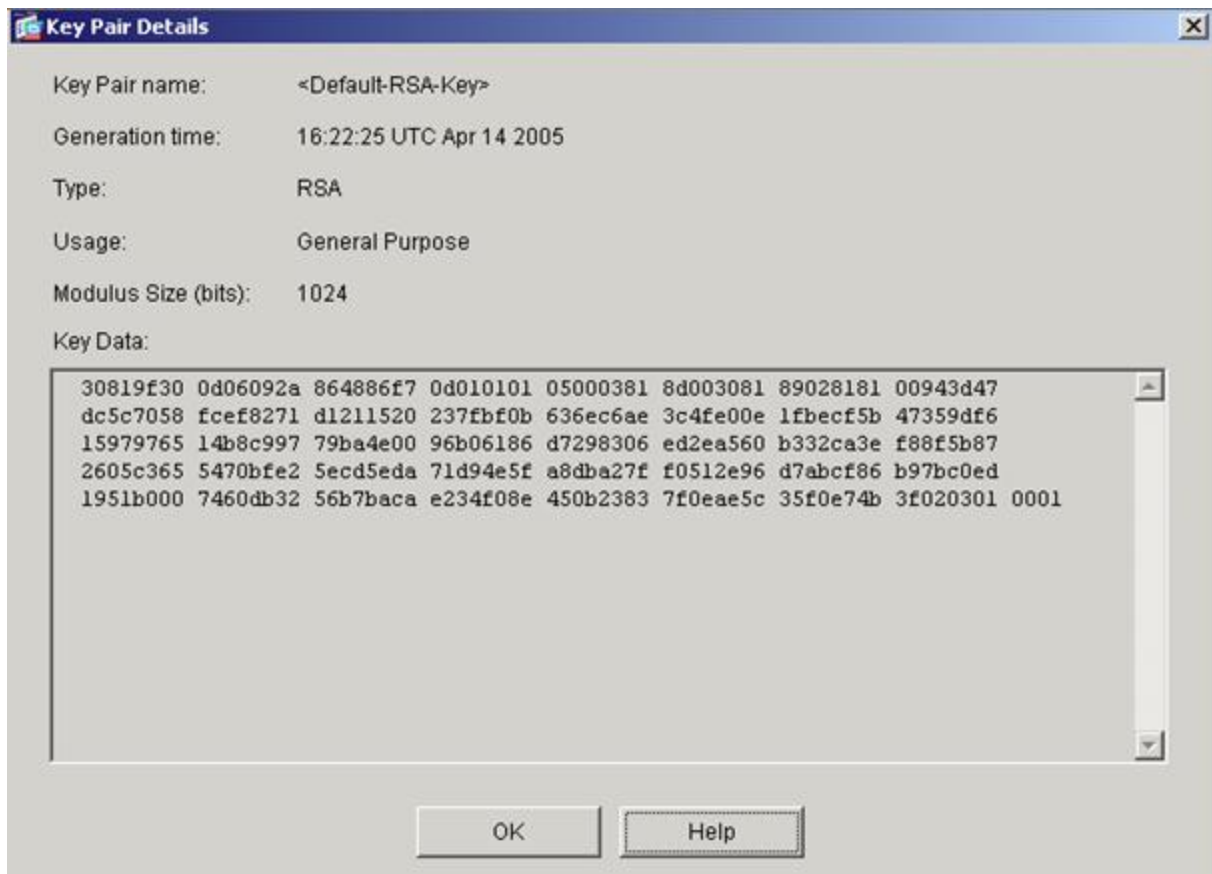 Key Pair Details
Key Pair name: <Default-RSA-Key>
Generation time: 16:22:25 UTC Apr 14 2005
Type: RSA
Usage: General Purpose
Modulus Size (bits): 1024
Key Data:
30819f30 0d06092a 864886f7 0d010101 05000381 8d003081 89028181 00943d47
dc5c7058 fcef8271 d1211520 237fbf0b 636ec6ae 3c4fe00e 1fbecf5b 47359df6
15979765 14b8c997 79ba4e00 96b06186 d7298306 ed2ea560 b332ca3e f88f5b87
2605c365 5470bfe2 5ecd5eda 71d94e5f a8dba27f f0512e96 d7abcf86 b97bc0ed
1951b000 7460db32 56b7baca e234f08e 450b2383 7f0eae5c 35f0e74b 3f020301 0001
OK Help